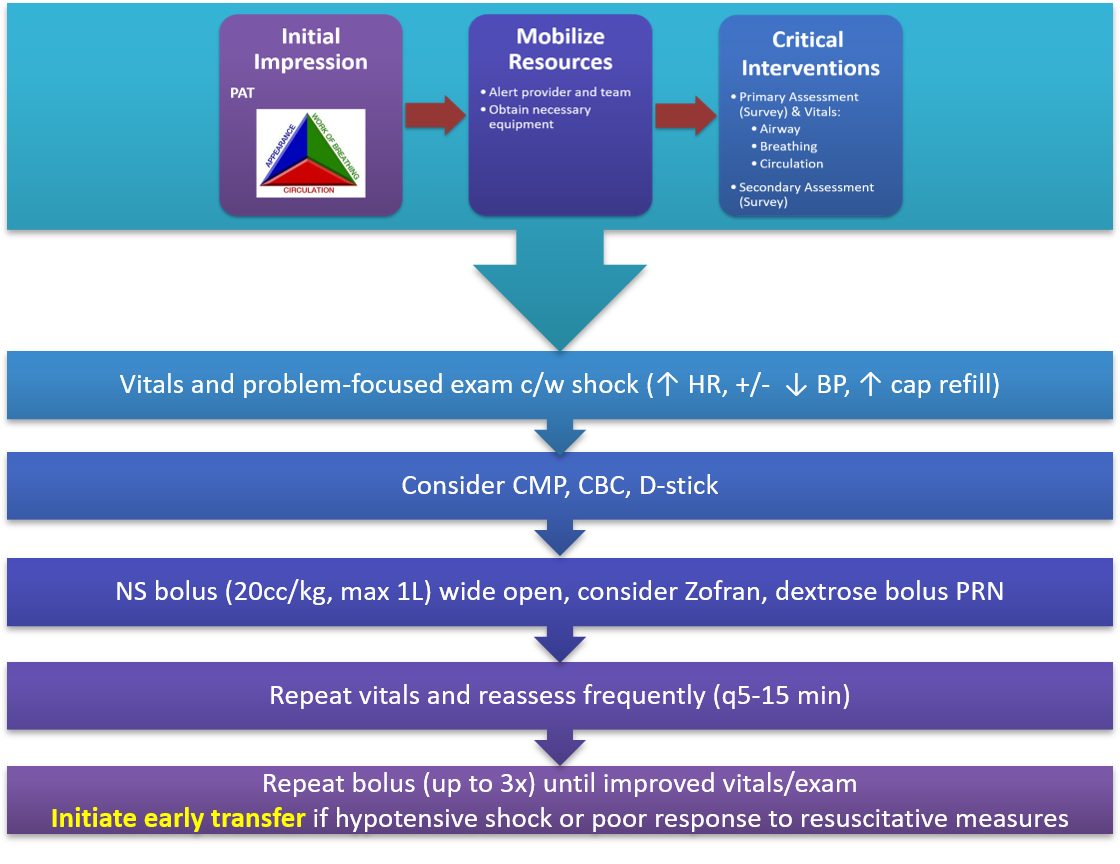 Initial
Impression
PAT
APPEARANCE
WORK OF BREATHING
CIRCULATION
Mobilize
Resources
• Alert provider and team
• Obtain necessary
equipment
Critical
Interventions
• Primary Assessment
(Survey) & Vitals:
• Airway
• Breathing
• Circulation
• Secondary Assessment
(Survey)
Vitals and problem-focused exam c/w shock (↑ HR, +/- ↓ BP, ↑ cap refill)
Consider CMP, CBC, D-stick
NS bolus (20cc/kg, max 1L) wide open, consider Zofran, dextrose bolus PRN
Repeat vitals and reassess frequently (q5-15 min)
Repeat bolus (up to 3x) until improved vitals/exam
Initiate early transfer if hypotensive shock or poor response to resuscitative measures